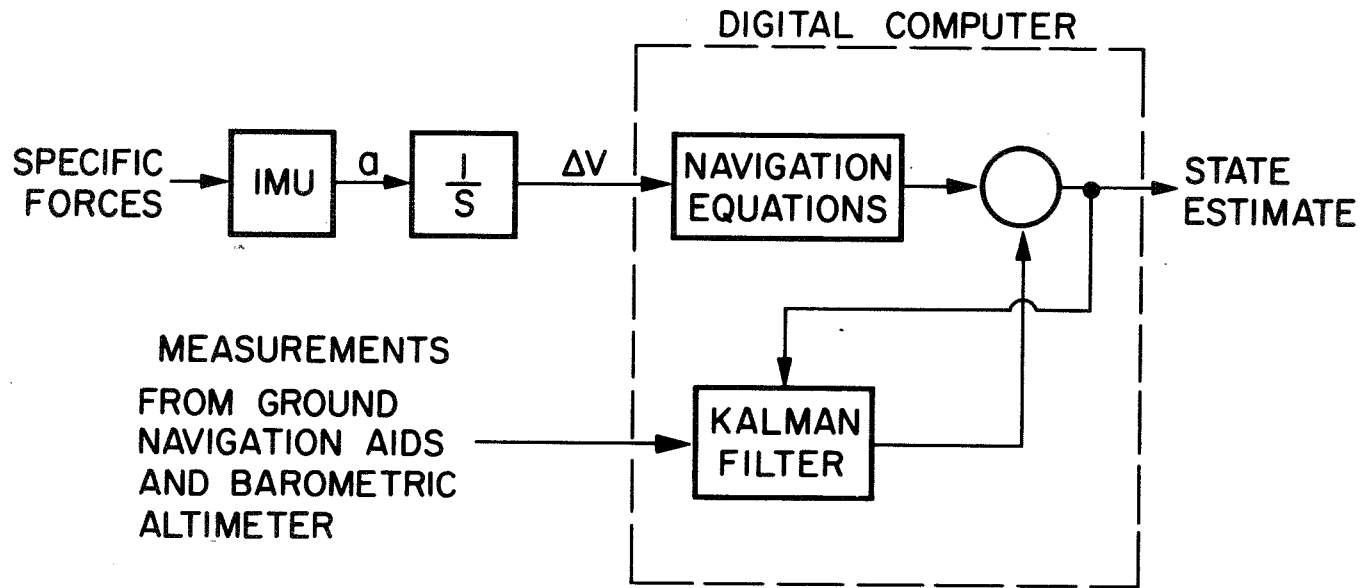 DIGITAL COMPUTER
SPECIFIC
FORCES
IMU
a
1
S
ΔV
NAVIGATION
EQUATIONS
STATE
ESTIMATE
MEASUREMENTS
FROM GROUND
NAVIGATION AIDS
AND BAROMETRIC
ALTIMETER
KALMAN
FILTER